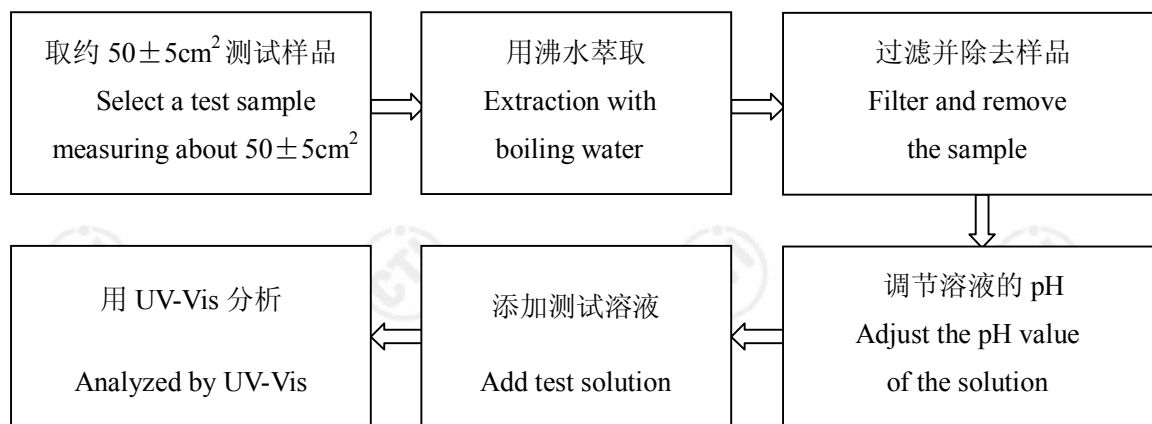 取约 50±5cm² 测试样品
Select a test sample
measuring about 50±5cm²
用沸水萃取
Extraction with
boiling water
过滤并除去样品
Filter and remove
the sample
调节溶液的 pH
Adjust the pH value
of the solution
添加测试溶液
Add test solution
用 UV-Vis 分析
Analyzed by UV-Vis
CTI